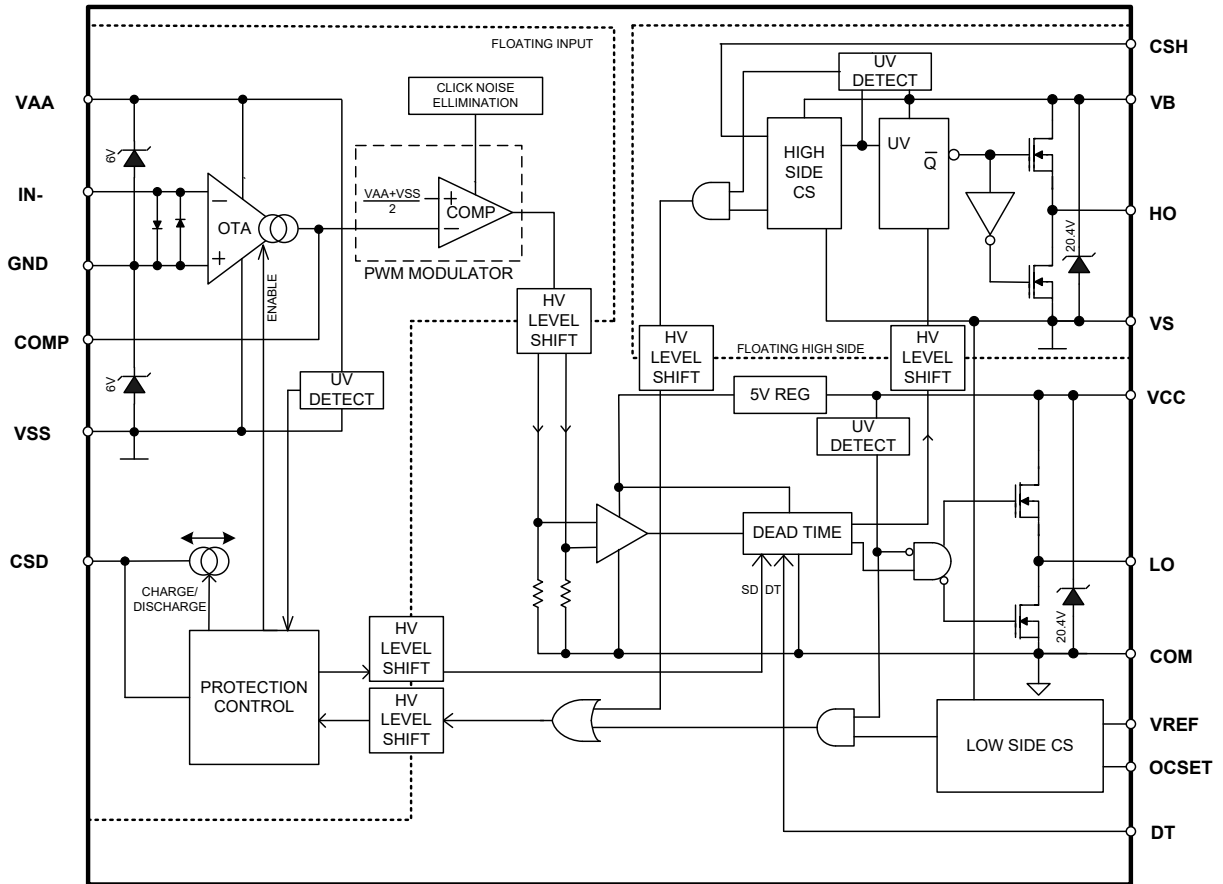 FLOATING INPUT
CSH
UV
DETECT
VAA
CLICK NOISE
ELLIMINATION
VB
6V
HIGH
SIDE
CS
UV
Q
IN-
VAA+VSS
2
+
COMP
−
−
OTA
+
HO
20.4V
GND
PWM MODULATOR
ENABLE
HV
LEVEL
SHIFT
VS
COMP
HV
LEVEL
SHIFT
FLOATING HIGH SIDE
HV
LEVEL
SHIFT
6V
UV
DETECT
5V REG
VCC
VSS
UV
DETECT
DEAD TIME
CSD
LO
CHARGE/
DISCHARGE
SD
DT
20.4V
HV
LEVEL
SHIFT
COM
PROTECTION
CONTROL
HV
LEVEL
SHIFT
VREF
LOW SIDE CS
OCSET
DT